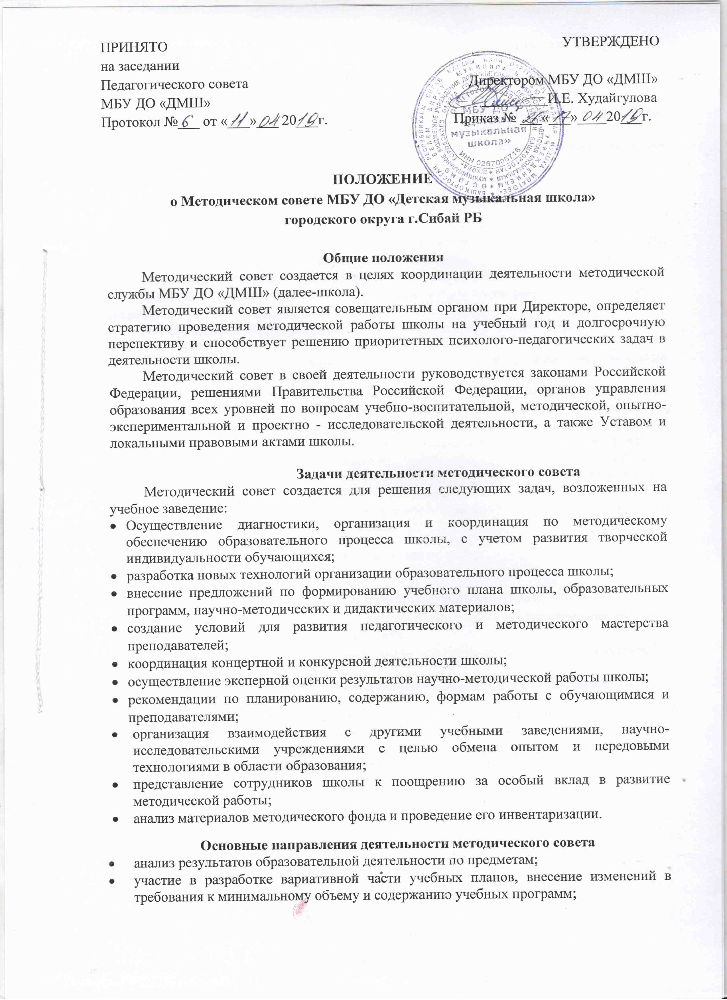 ПРИНЯТО
на заседании
Педагогического совета
МБУ ДО «ДМШ»
Протокол № 6 от «11» 04 2019г.
УТВЕРЖДЕНО
Директором МБУ ДО «ДМШ»
И.Е. Худайгулова
Приказ № 26 «17» 04 2019г.
МБУ ДО
музыкальная
школа»
ИНН 0267006716
ПОЛОЖЕНИЕ
о Методическом совете МБУ ДО «Детская музыкальная школа»
городского округа г.Сибай РБ
Общие положения
Методический совет создается в целях координации деятельности методической
службы МБУ ДО «ДМШ» (далее-школа).
Методический совет является совещательным органом при Директоре, определяет
стратегию проведения методической работы школы на учебный год и долгосрочную
перспективу и способствует решению приоритетных психолого-педагогических задач в
деятельности школы.
Методический совет в своей деятельности руководствуется законами Российской
Федерации, решениями Правительства Российской Федерации, органов управления
образования всех уровней по вопросам учебно-воспитательной, методической, опытно-
экспериментальной и проектно - исследовательской деятельности, а также Уставом и
локальными правовыми актами школы.
Задачи деятельности методического совета
Методический совет создается для решения следующих задач, возложенных на
учебное заведение:
• Осуществление диагностики, организация и координация по методическому
обеспечению образовательного процесса школы, с учетом развития творческой
индивидуальности обучающихся;
• разработка новых технологий организации образовательного процесса школы;
• внесение предложений по формированию учебного плана школы, образовательных
программ, научно-методических и дидактических материалов;
• создание условий для развития педагогического и методического мастерства
преподавателей;
• координация концертной и конкурсной деятельности школы;
• осуществление эксперной оценки результатов научно-методической работы школы;
• рекомендации по планированию, содержанию, формам работы с обучающимися и
преподавателями;
• организация взаимодействия с другими учебными заведениями, научно-
исследовательскими учреждениями с целью обмена опытом и передовыми
технологиями в области образования;
• представление сотрудников школы к поощрению за особый вклад в развитие
методической работы;
• анализ материалов методического фонда и проведение его инвентаризации.
Основные направления деятельности методического совета
• анализ результатов образовательной деятельности по предметам;
• участие в разработке вариативной части учебных планов, внесение изменений в
требования к минимальному объему и содержанию учебных программ;